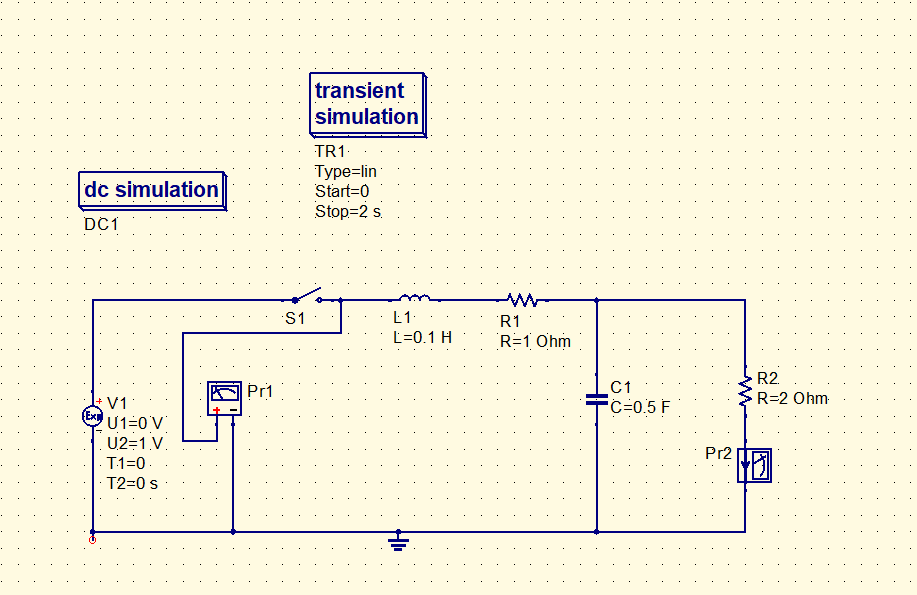 transient
simulation
TR1
Type=lin
Start=0
Stop=2 s
dc simulation
DC1
S1
L1
L=0.1 H
R1
R=1 Ohm
Pr1
+ −
C1
C=0.5 F
R2
R=2 Ohm
+
V1
Exp
U1=0 V
−
U2=1 V
T1=0
T2=0 s
Pr2